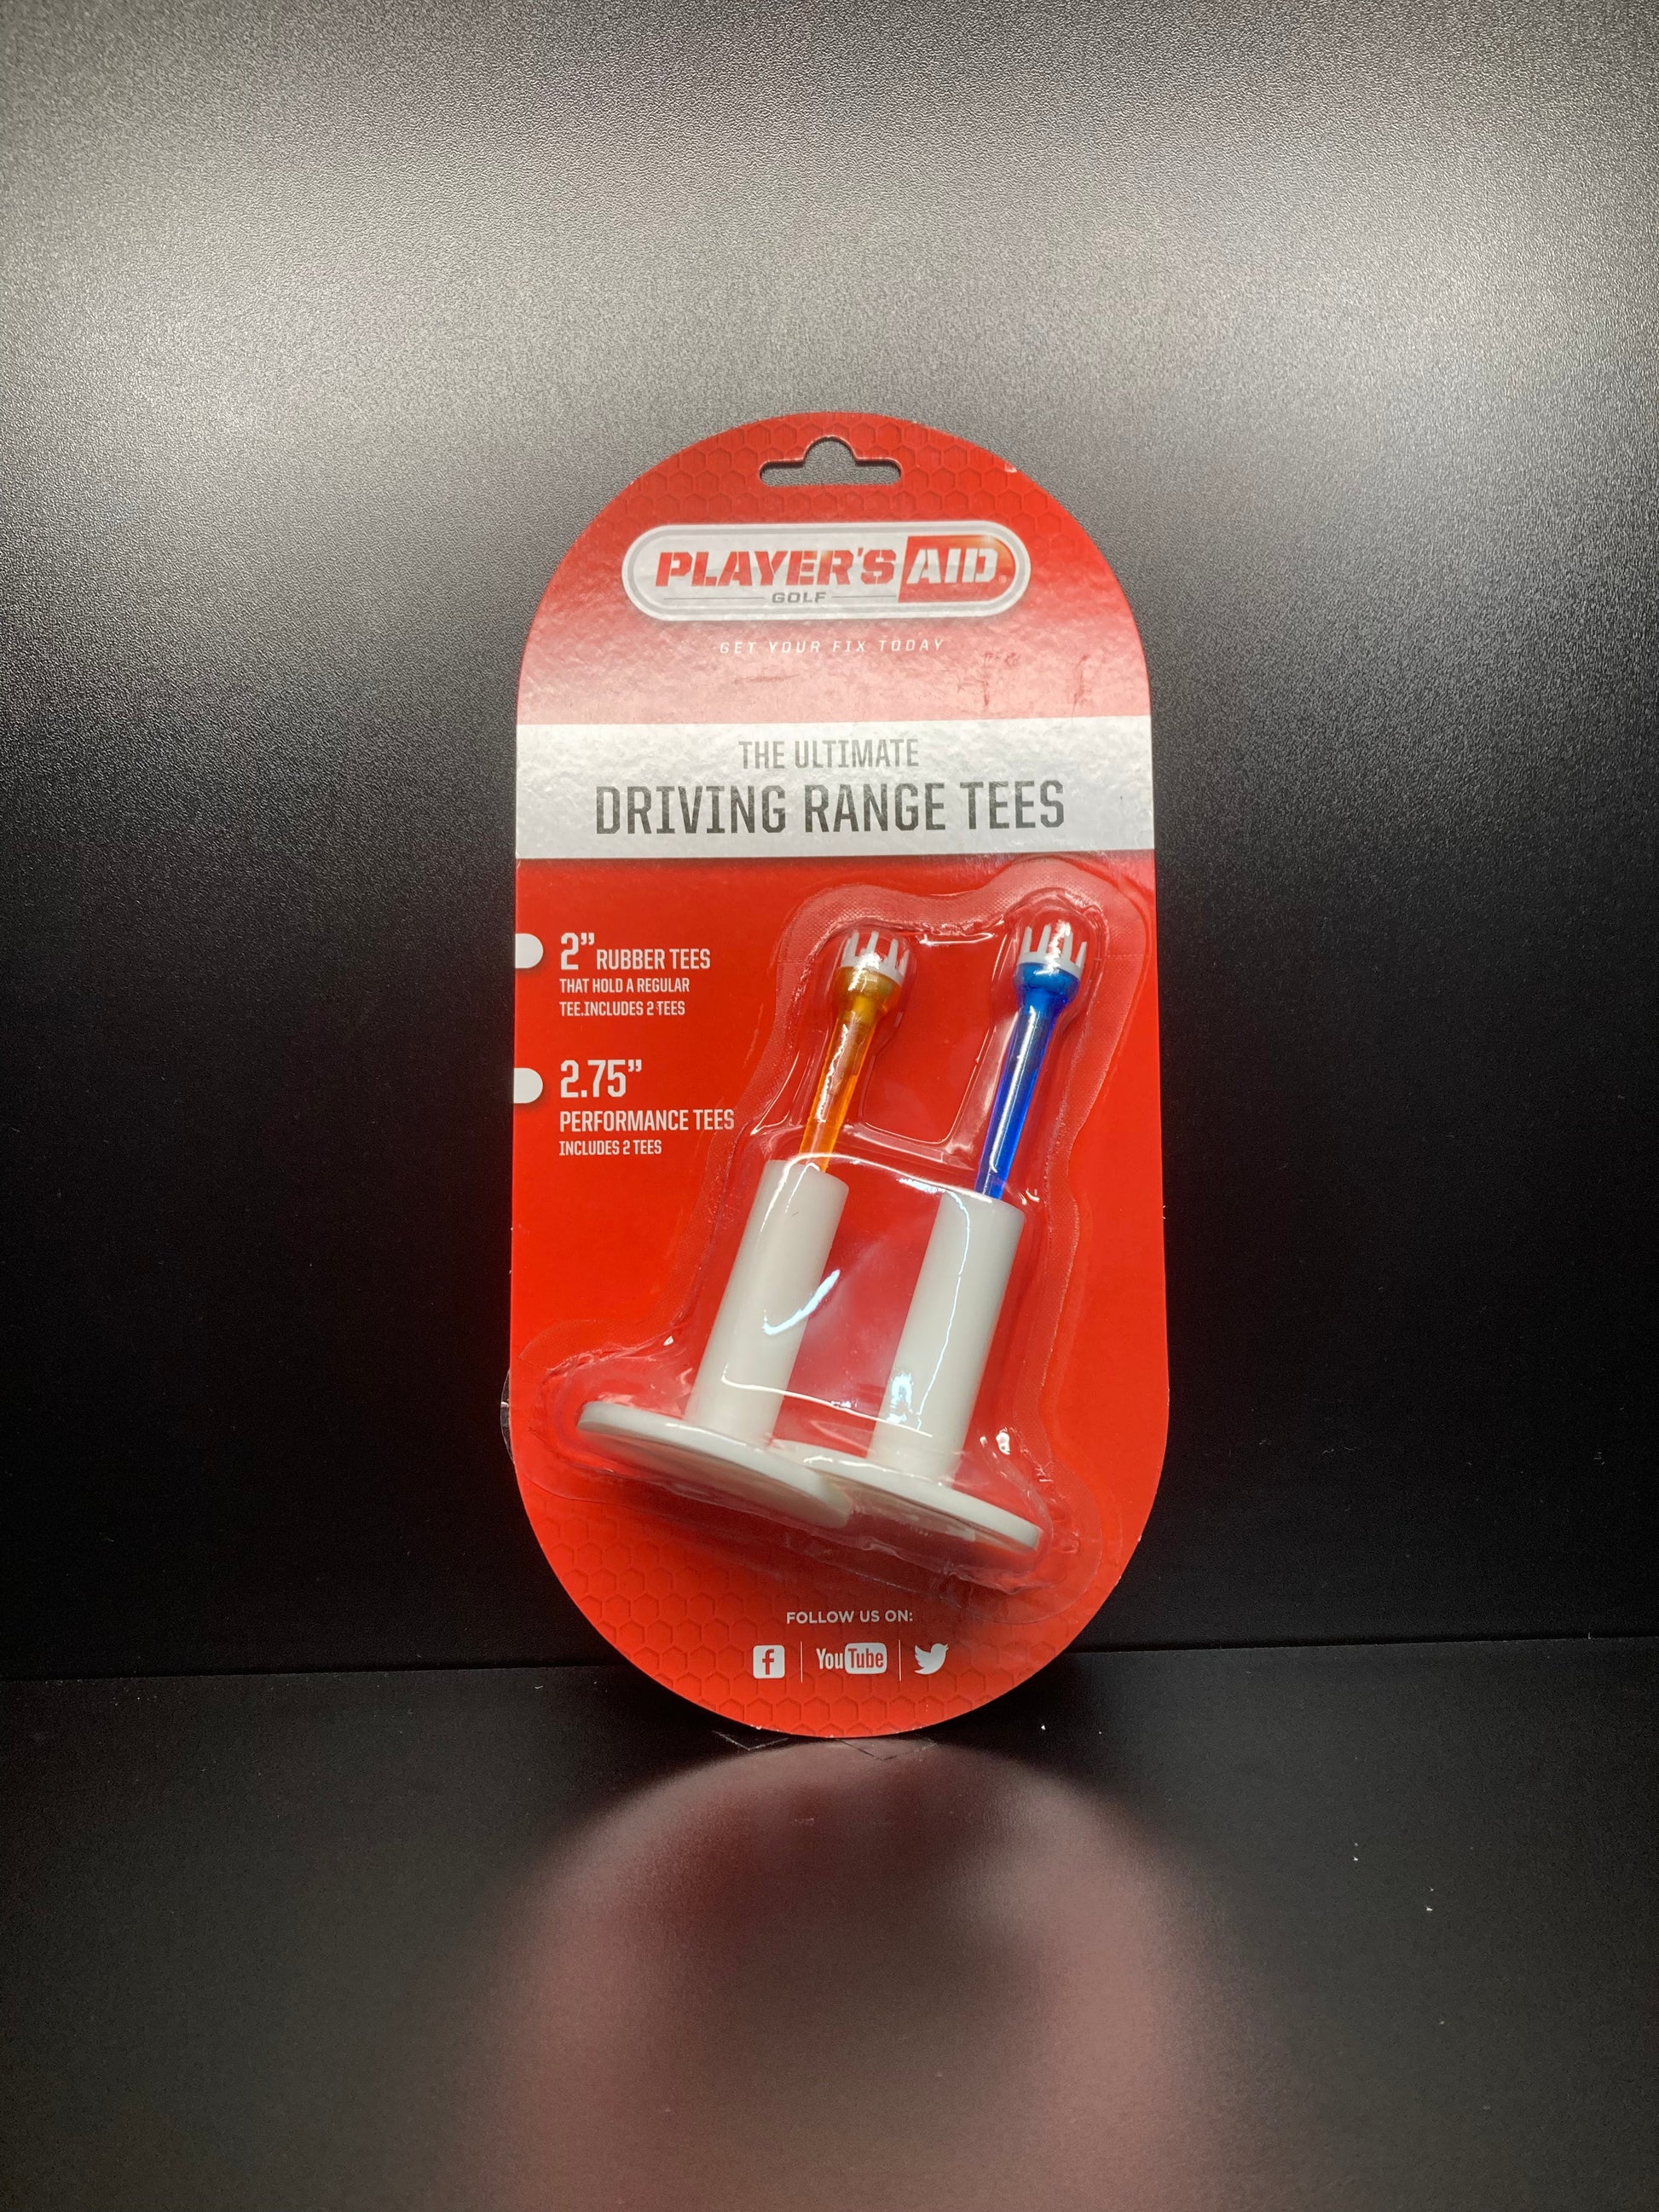 PLAYER'S AID
GOLF
GET YOUR FIX TODAY
THE ULTIMATE
DRIVING RANGE TEES
2” RUBBER TEES
THAT HOLD A REGULAR
TEE.INCLUDES 2 TEES
2.75”
PERFORMANCE TEES
INCLUDES 2 TEES
FOLLOW US ON:
f YouTube